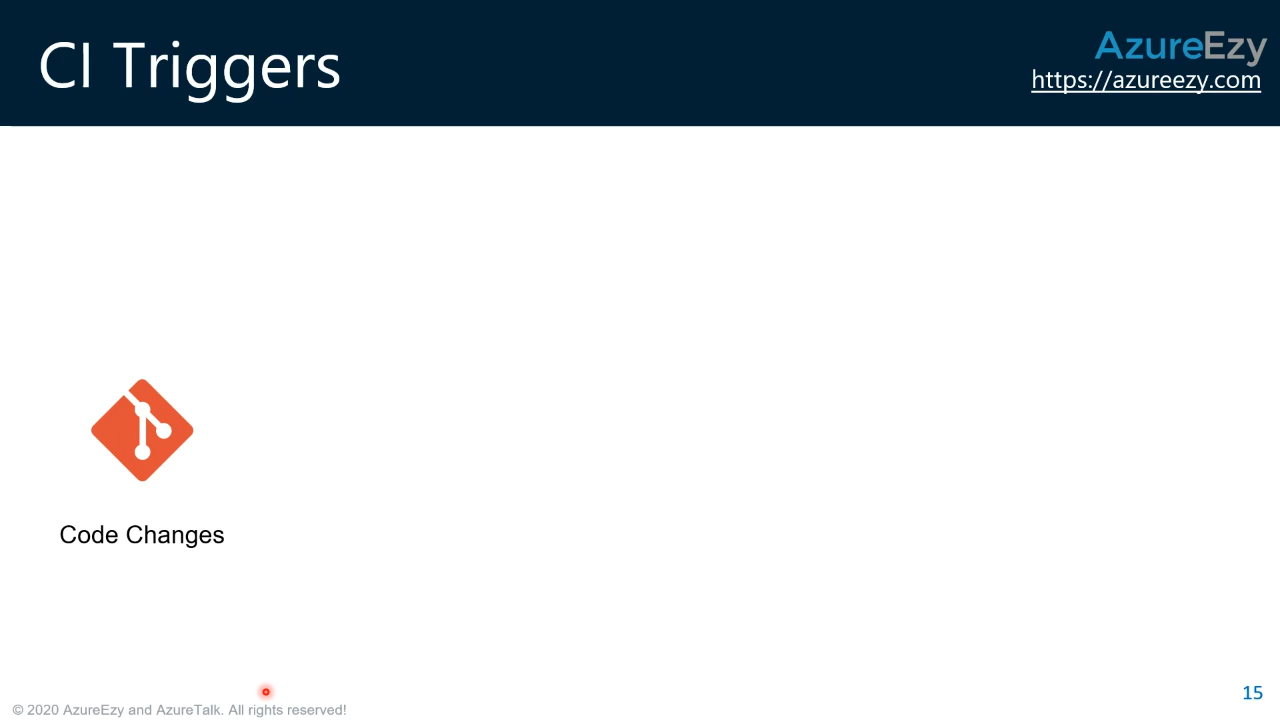 CI Triggers
AzureEzy
https://azureezy.com
Code Changes
© 2020 AzureEzy and AzureTalk. All rights reserved!
15